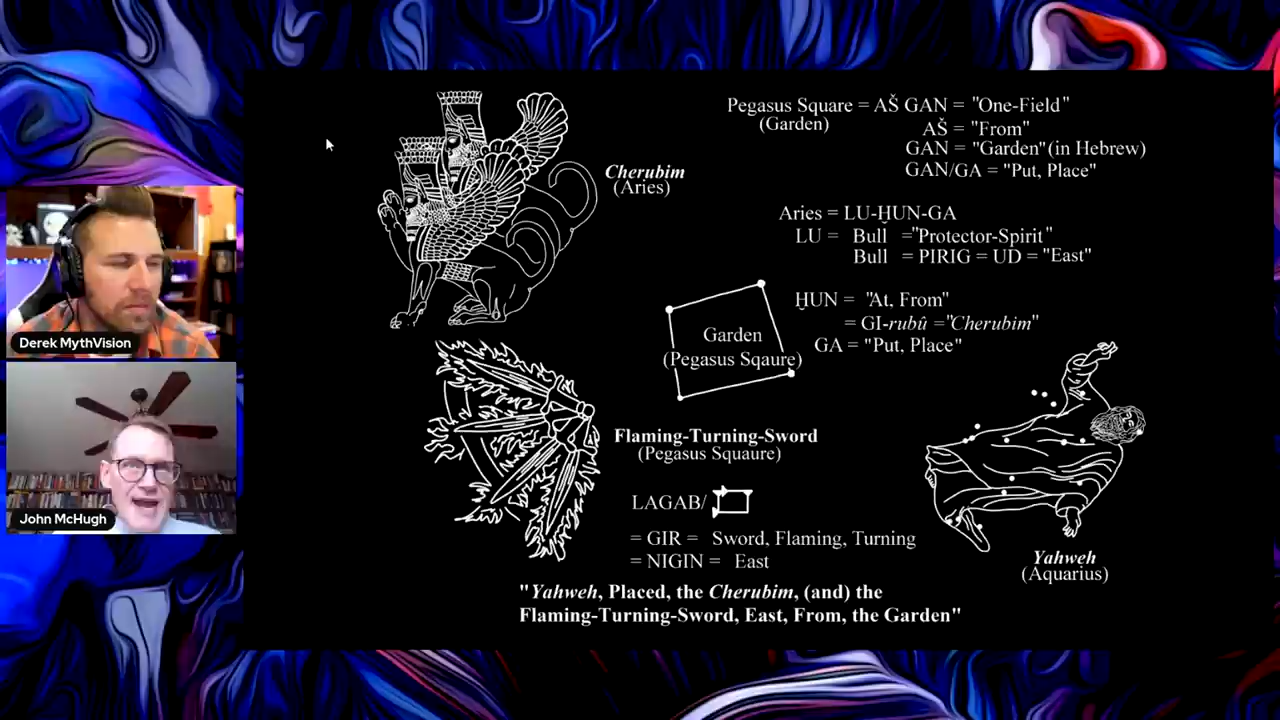 Pegasus Square = AŠ GAN = "One-Field"
(Garden)
AŠ = "From"
GAN = "Garden" (in Hebrew)
GAN/GA = "Put, Place"
Cherubim
(Aries)
Aries = LU-ḪUN-GA
LU = Bull ="Protector-Spirit"
Bull = PIRIG = UD = "East"
ḪUN = "At, From"
= GI-rubû ="Cherubim"
GA = "Put, Place"
Garden
(Pegasus Sqaure)
Derek MythVision
Flaming-Turning-Sword
(Pegasus Squaure)
LAGAB/
= GIR = Sword, Flaming, Turning
= NIGIN = East
John McHugh
Yahweh
(Aquarius)
"Yahweh, Placed, the Cherubim, (and) the
Flaming-Turning-Sword, East, From, the Garden"